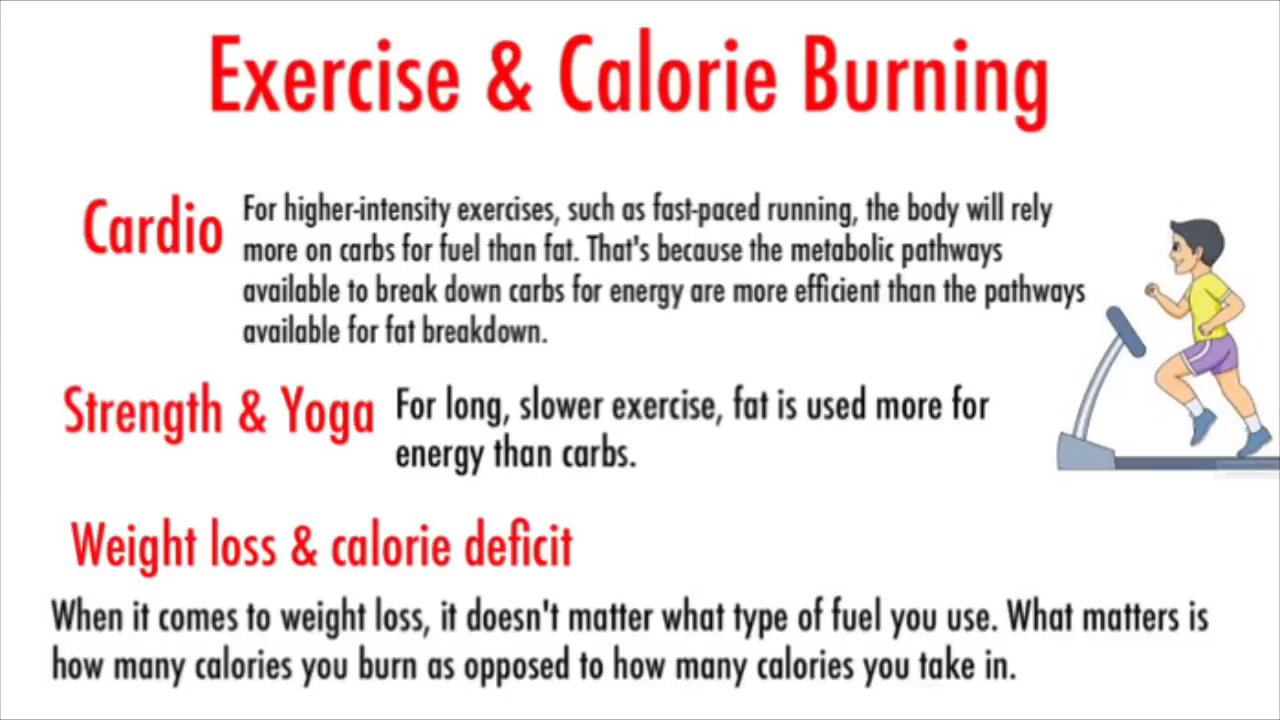 Exercise & Calorie Burning
Cardio
For higher-intensity exercises, such as fast-paced running, the body will rely
more on carbs for fuel than fat. That's because the metabolic pathways
available to break down carbs for energy are more efficient than the pathways
available for fat breakdown.
Strength & Yoga
For long, slower exercise, fat is used more for
energy than carbs.
Weight loss & calorie deficit
When it comes to weight loss, it doesn't matter what type of fuel you use. What matters is
how many calories you burn as opposed to how many calories you take in.